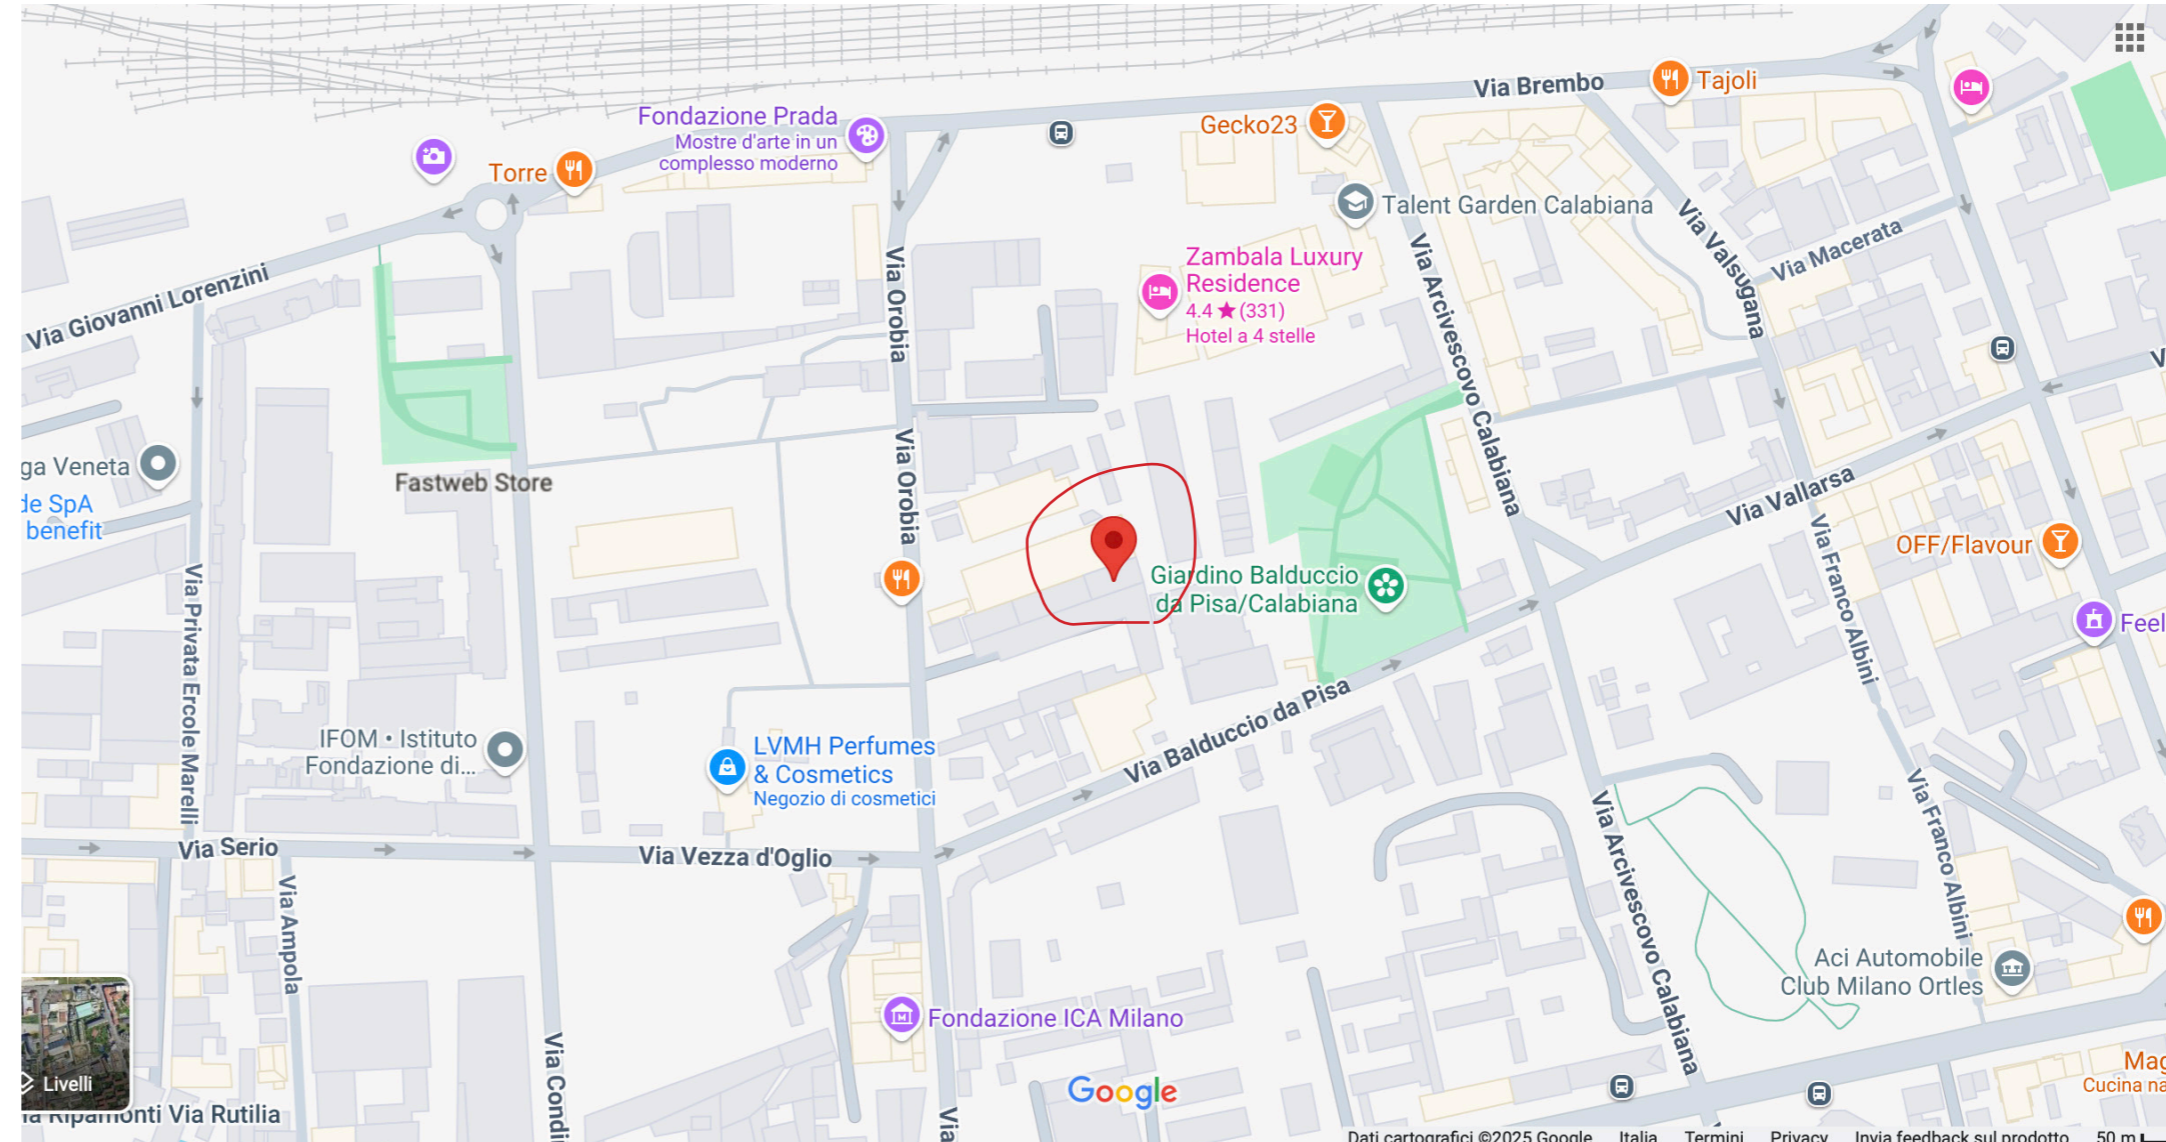 Via Brembo
Tajoli
Fondazione Prada
Mostre d'arte in un
complesso moderno
Gecko23
Torre
Talent Garden Calabiana
Via Valsugana
Via Macerata
Via Orobia
Zambala Luxury
Residence
4.4 ★ (331)
Hotel a 4 stelle
Via Arcivescovo Calabiana
Via Giovanni Lorenzini
ga Veneta
de SpA
benefit
Fastweb Store
Via Orobia
Via Vallarsa
Via Franco Albini
OFF/Flavour
Giardino Balduccio
da Pisa/Calabiana
Feel
Via Privata Ercole Marelli
Via Balduccio da Pisa
IFOM • Istituto
Fondazione di...
LVMH Perfumes
& Cosmetics
Negozio di cosmetici
Via Arcivescovo Calabiana
Via Franco Albini
Via Serio
Via Vezza d'Oglio
Via Ampola
Aci Automobile
Club Milano Ortles
Fondazione ICA Milano
Via Condi
Via
Livelli
Ripamonti Via Rutilia
Google
Mag
Cucina na
Dati cartografici ©2025 Google Italia Termini Privacy Invia feedback sul prodotto 50 m